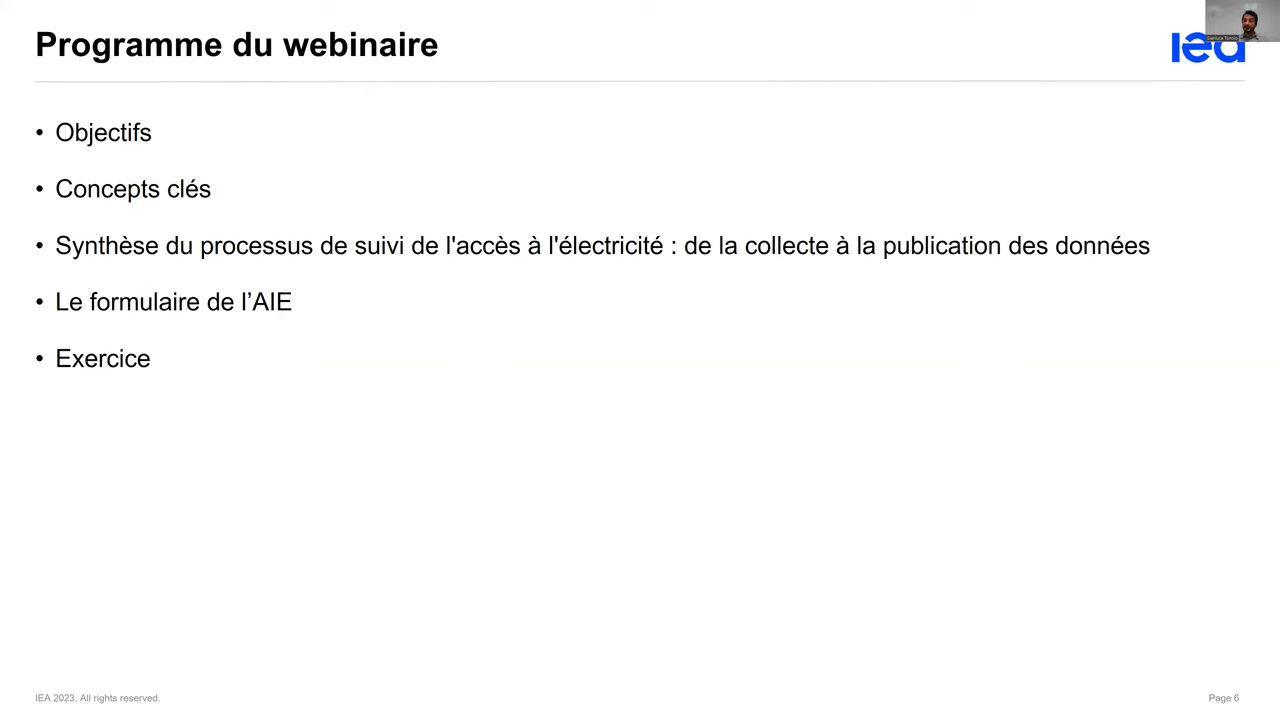 Programme du webinaire
iea
• Objectifs
• Concepts clés
• Synthèse du processus de suivi de l'accès à l'électricité : de la collecte à la publication des données
• Le formulaire de l’AIE
• Exercice
IEA 2023. All rights reserved.
Page 6